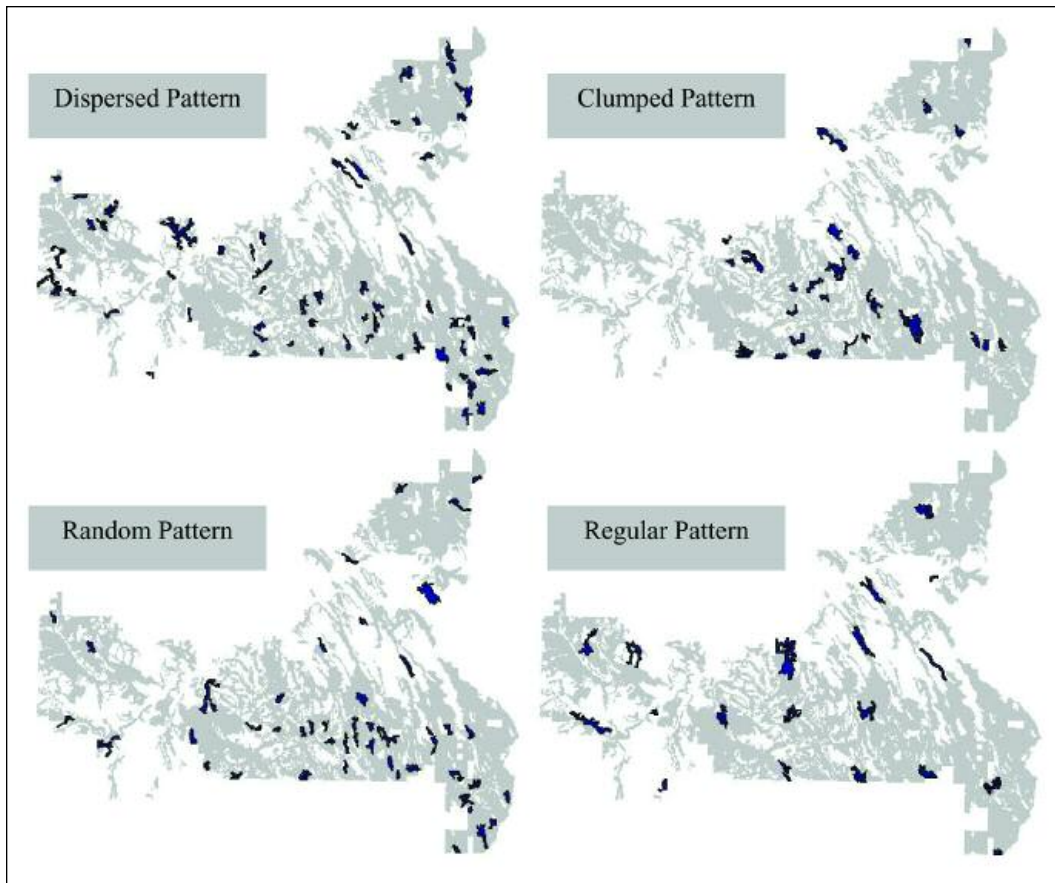 Dispersed Pattern
Clumped Pattern
Random Pattern
Regular Pattern